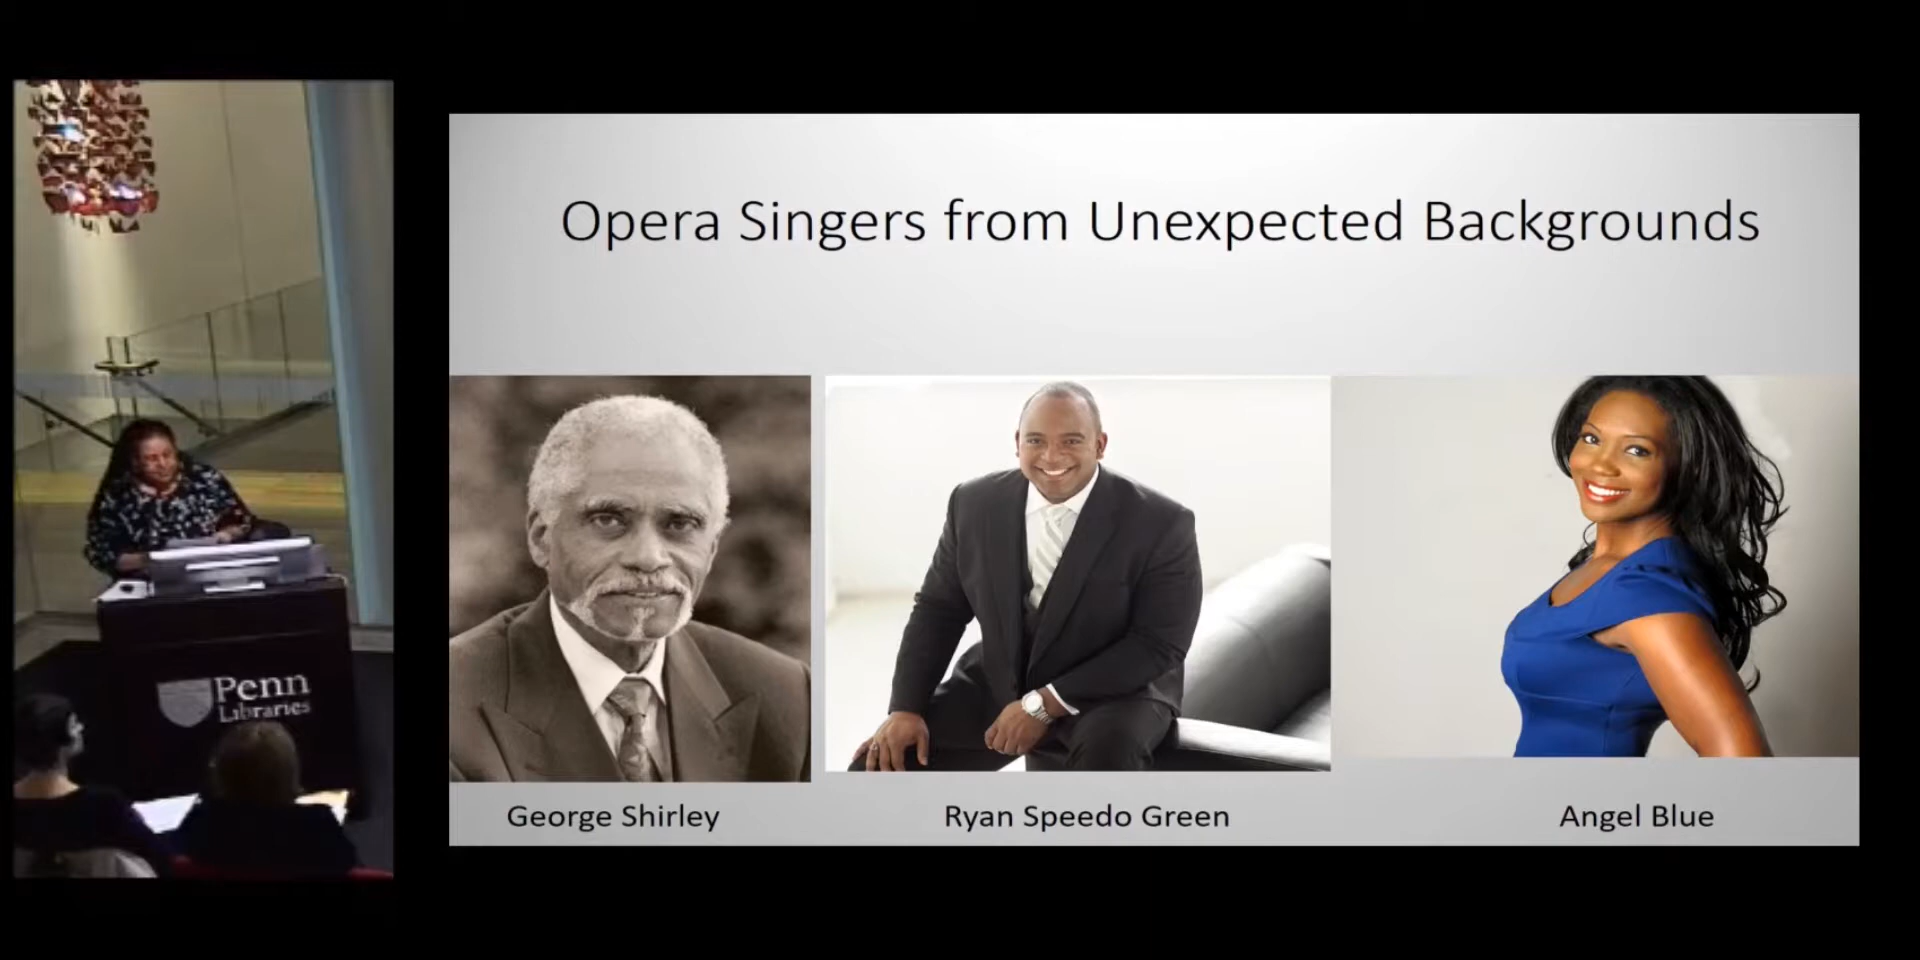 Opera Singers from Unexpected Backgrounds
George Shirley
Ryan Speedo Green
Angel Blue
Penn
Libraries